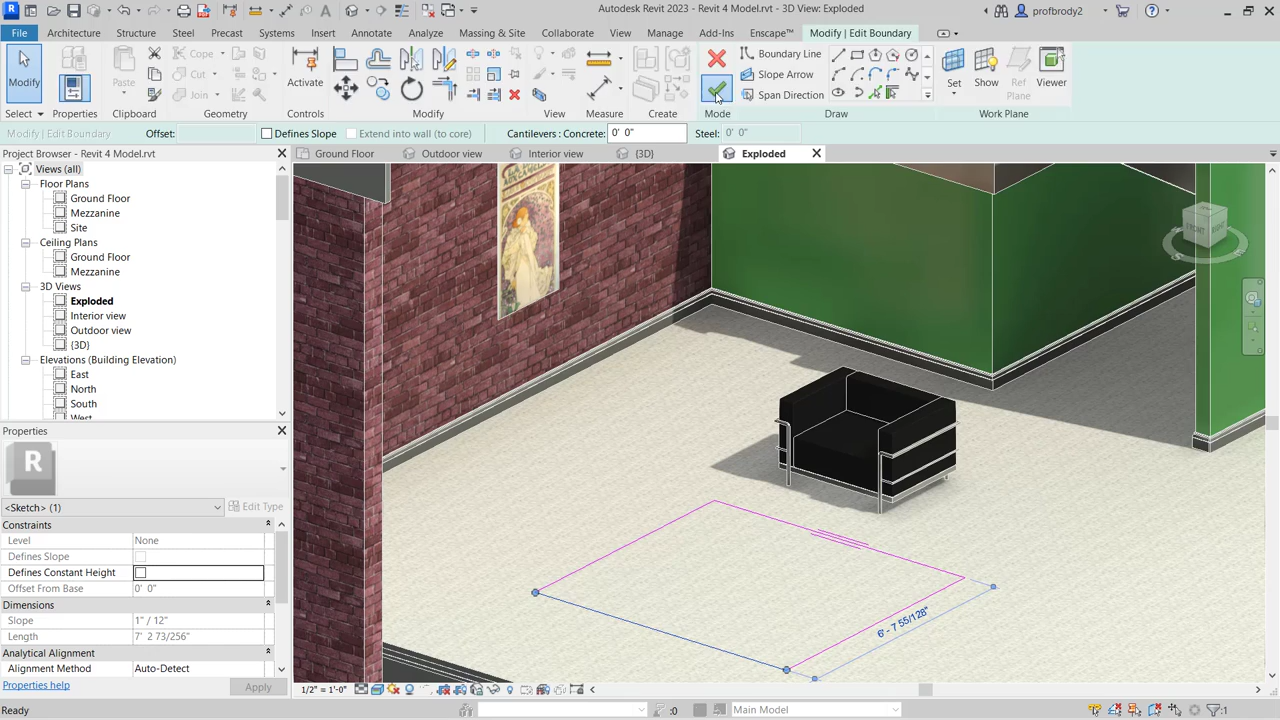 Autodesk Revit 2023 - Revit 4 Model.rvt - 3D View: Exploded
profbrody2
File Architecture Structure Steel Precast Systems Insert Annotate Analyze Massing & Site Collaborate View Manage Add-Ins Enscape™ Modify | Edit Boundary
Cope
Cut
Join
Modify
Paste
Activate
Boundary Line
Slope Arrow
Span Direction
Set
Show
Ref Plane
Viewer
Select
Properties
Clipboard
Geometry
Controls
Modify
View
Measure
Create
Mode
Draw
Work Plane
Modify | Edit Boundary
Offset:
Defines Slope
Extend into wall (to core)
Cantilevers : Concrete:
0' 0"
Steel:
0' 0"
Project Browser - Revit 4 Model.rvt
Ground Floor
Outdoor view
Interior view
{3D}
Exploded
Views (all)
Floor Plans
Ground Floor
Mezzanine
Site
Ceiling Plans
Ground Floor
Mezzanine
3D Views
Exploded
Interior view
Outdoor view
{3D}
Elevations (Building Elevation)
East
North
South
West
Properties
R
<Sketch> (1)
Edit Type
Constraints
Level None
Defines Slope
Defines Constant Height
Offset From Base 0' 0"
Dimensions
Slope 1" / 12"
Length 7' 2 73/256"
Analytical Analysis
Alignment Method Auto-Detect
Properties help
Apply
FRONT
RIGHT
6' - 7 55/128"
1/2" = 1'-0"
Ready
:0
Main Model
:1